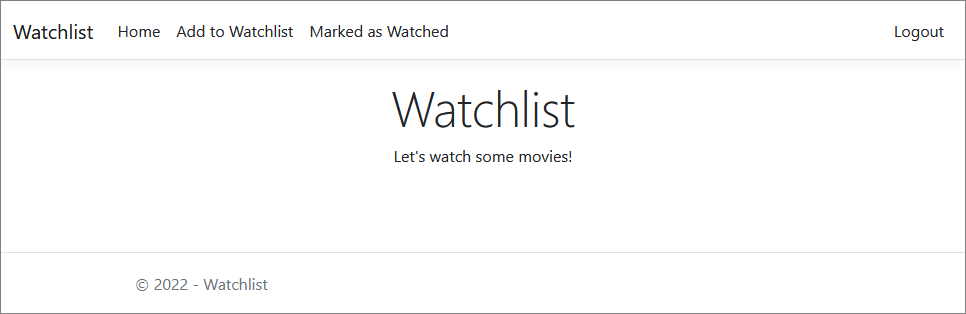 Watchlist Home Add to Watchlist Marked as Watched Logout
Watchlist
Let's watch some movies!
© 2022 - Watchlist